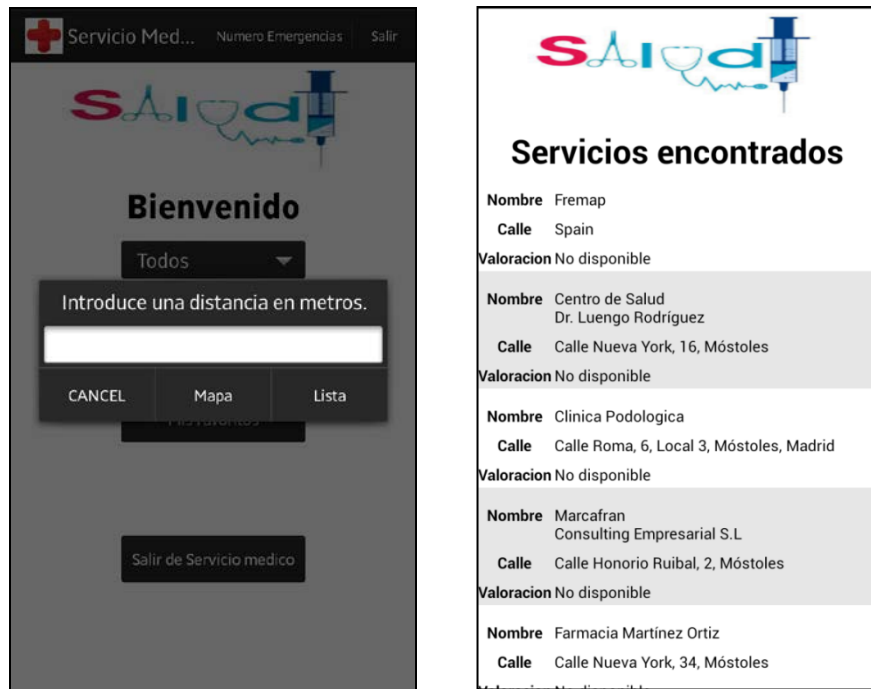 Servicio Med... Numero Emergencias Salir
Salud
Bienvenido
Todos
Introduce una distancia en metros.
CANCEL Mapa Lista
Mis favoritos
Salir de Servicio medico
Salud
Servicios encontrados
Nombre Fremap
Calle Spain
Valoracion No disponible
Nombre Centro de Salud
Dr. Luengo Rodríguez
Calle Calle Nueva York, 16, Móstoles
Valoracion No disponible
Nombre Clinica Podologica
Calle Calle Roma, 6, Local 3, Móstoles, Madrid
Valoracion No disponible
Nombre Marcafran
Consulting Empresarial S.L
Calle Calle Honorio Ruibal, 2, Móstoles
Valoracion No disponible
Nombre Farmacia Martínez Ortiz
Calle Calle Nueva York, 34, Móstoles